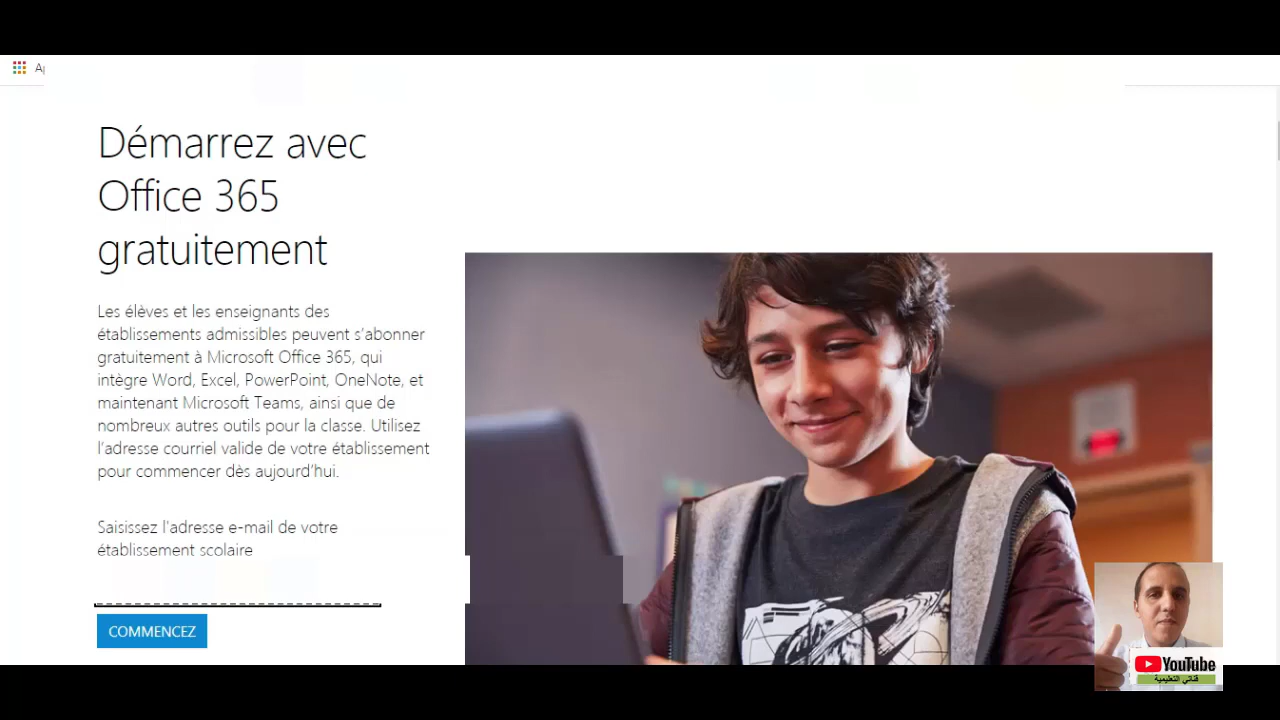 Démarrez avec
Office 365
gratuitement
Les élèves et les enseignants des
établissements admissibles peuvent s’abonner
gratuitement à Microsoft Office 365, qui
intègre Word, Excel, PowerPoint, OneNote, et
maintenant Microsoft Teams, ainsi que de
nombreux autres outils pour la classe. Utilisez
l’adresse courriel valide de votre établissement
pour commencer dès aujourd’hui.
Saisissez l'adresse e-mail de votre
établissement scolaire
COMMENCEZ
YouTube
قناتي التعليمية